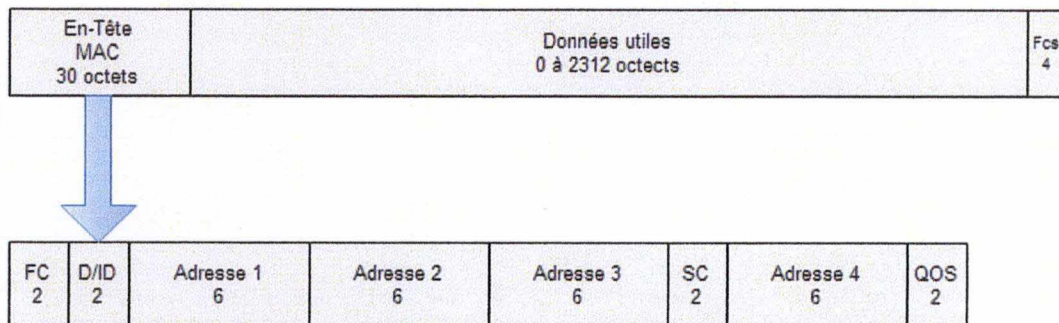 En-Tête
MAC
30 octets
Données utiles
0 à 2312 octects
Fcs
4
FC
2
D/ID
2
Adresse 1
6
Adresse 2
6
Adresse 3
6
SC
2
Adresse 4
6
QOS
2